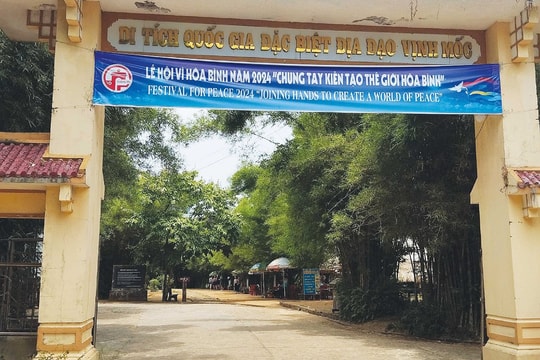 DI TÍCH QUỐC GIA ĐẶC BIỆT ĐỊA ĐẠO VỊNH MỐC
LỄ HỘI VÌ HÒA BÌNH NĂM 2024 "CHUNG TAY KIẾN TẠO THẾ GIỚI HÒA BÌNH"
FESTIVAL FOR PEACE 2024 "JOINING HANDS TO CREATE A WORLD OF PEACE"